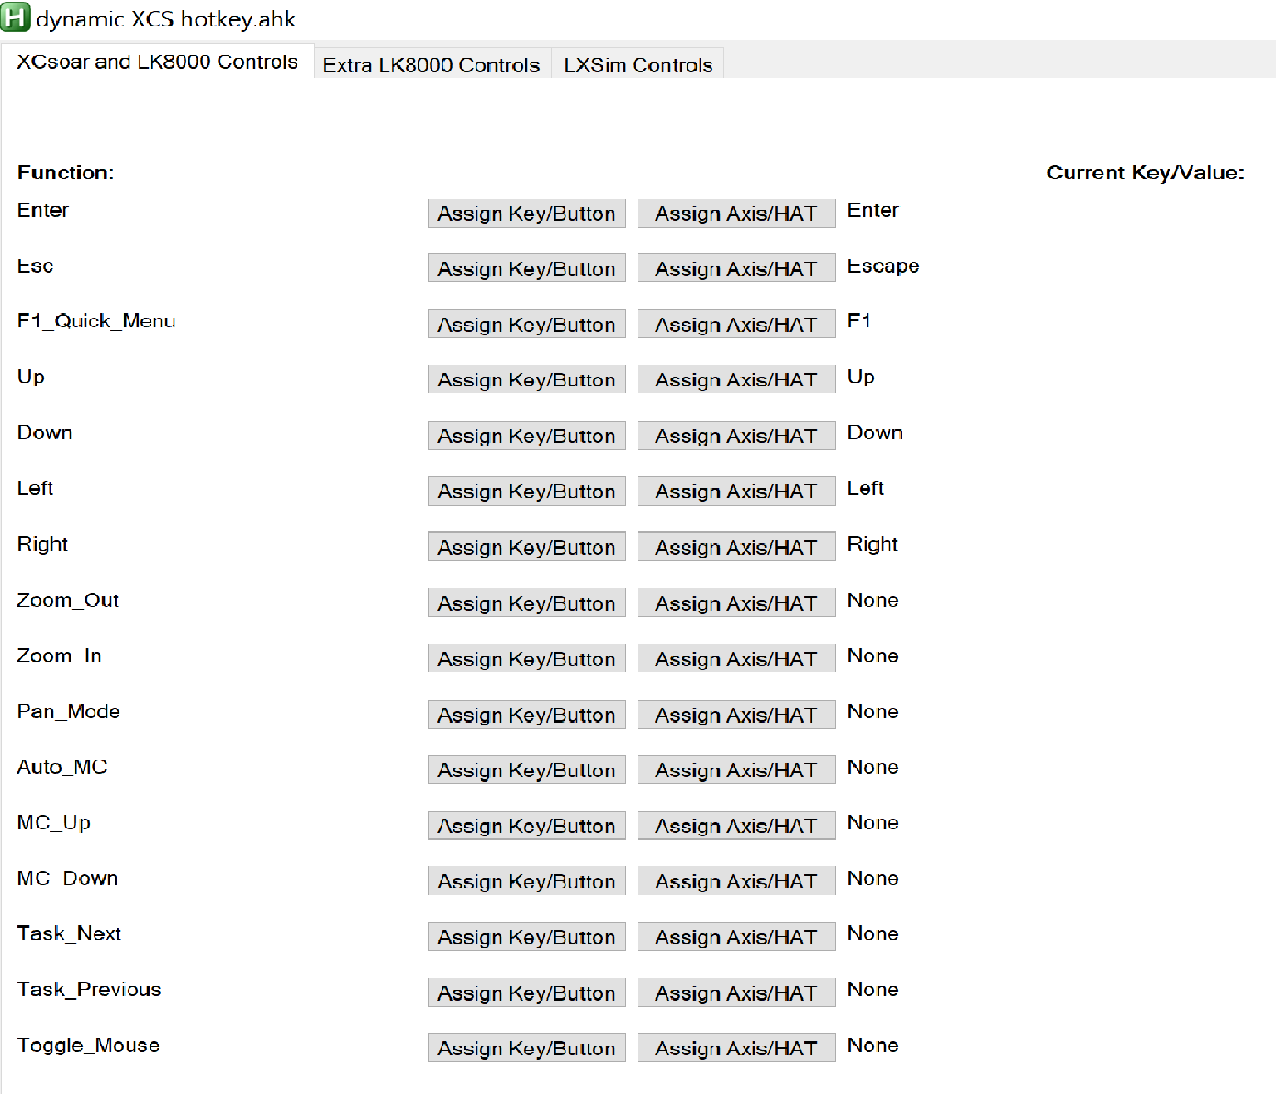 dynamic XCS hotkey.ahk
XCsoar and LK8000 Controls Extra LK8000 Controls LXSim Controls
Function: Current Key/Value:
Enter Assign Key/Button Assign Axis/HAT Enter
Esc Assign Key/Button Assign Axis/HAT Escape
F1_Quick_Menu Assign Key/Button Assign Axis/HAT F1
Up Assign Key/Button Assign Axis/HAT Up
Down Assign Key/Button Assign Axis/HAT Down
Left Assign Key/Button Assign Axis/HAT Left
Right Assign Key/Button Assign Axis/HAT Right
Zoom_Out Assign Key/Button Assign Axis/HAT None
Zoom_In Assign Key/Button Assign Axis/HAT None
Pan_Mode Assign Key/Button Assign Axis/HAT None
Auto_MC Assign Key/Button Assign Axis/HAT None
MC_Up Assign Key/Button Assign Axis/HAT None
MC_Down Assign Key/Button Assign Axis/HAT None
Task_Next Assign Key/Button Assign Axis/HAT None
Task_Previous Assign Key/Button Assign Axis/HAT None
Toggle_Mouse Assign Key/Button Assign Axis/HAT None